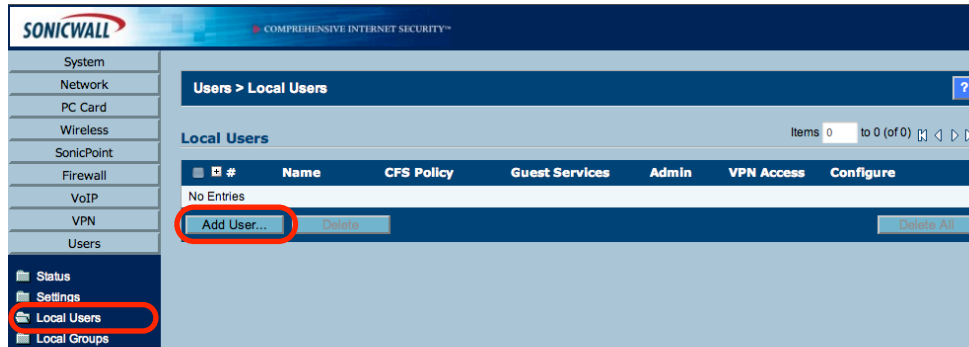 SONICWALL
COMPREHENSIVE INTERNET SECURITY™
System
Network
PC Card
Wireless
SonicPoint
Firewall
VoIP
VPN
Users
Status
Settings
Local Users
Local Groups
Users > Local Users
?
Local Users
Items 0 to 0 (of 0)
# Name CFS Policy Guest Services Admin VPN Access Configure
No Entries
Add User... Delete Delete All